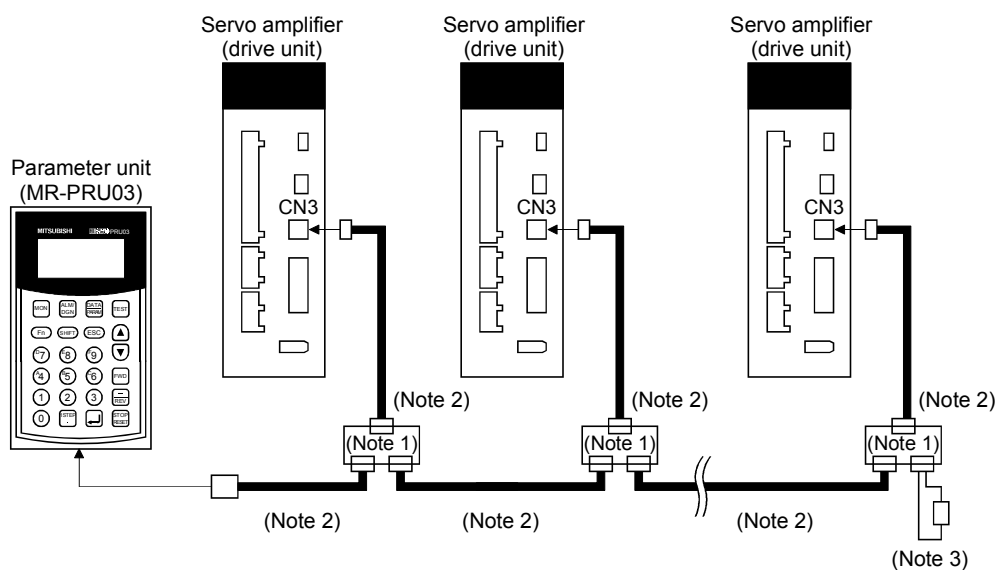 Servo amplifier
(drive unit)
Servo amplifier
(drive unit)
Servo amplifier
(drive unit)
Parameter unit
(MR-PRU03)
CN3
CN3
CN3
MITSUBISHI
PRU03
MON
ALM/
DGN
DATA
PARAM
TEST
Fn
SHIFT
ESC
7
8
9
4
5
6
FWD
1
2
3
REV
0
STEP
STOP
RESET
(Note 2)
(Note 2)
(Note 2)
(Note 1)
(Note 1)
(Note 1)
(Note 2)
(Note 2)
(Note 2)
(Note 3)